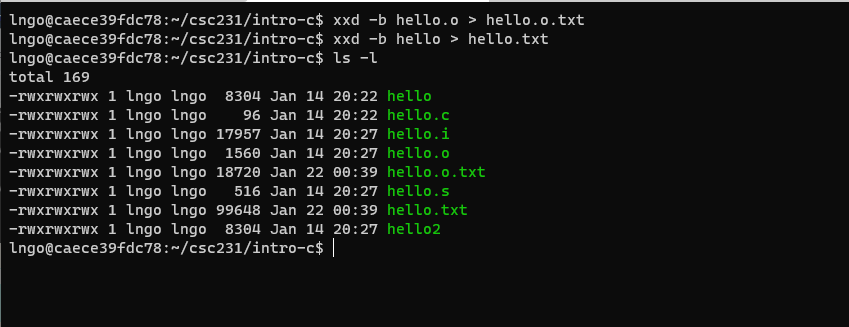 lngo@caece39fdc78:~/csc231/intro-c$ xxd -b hello.o > hello.o.txt
lngo@caece39fdc78:~/csc231/intro-c$ xxd -b hello > hello.txt
lngo@caece39fdc78:~/csc231/intro-c$ ls -l
total 169
-rwxrwxrwx 1 lngo lngo  8304 Jan 14 20:22 hello
-rwxrwxrwx 1 lngo lngo    96 Jan 14 20:22 hello.c
-rwxrwxrwx 1 lngo lngo 17957 Jan 14 20:27 hello.i
-rwxrwxrwx 1 lngo lngo  1560 Jan 14 20:27 hello.o
-rwxrwxrwx 1 lngo lngo 18720 Jan 22 00:39 hello.o.txt
-rwxrwxrwx 1 lngo lngo   516 Jan 14 20:27 hello.s
-rwxrwxrwx 1 lngo lngo 99648 Jan 22 00:39 hello.txt
-rwxrwxrwx 1 lngo lngo  8304 Jan 14 20:27 hello2
lngo@caece39fdc78:~/csc231/intro-c$